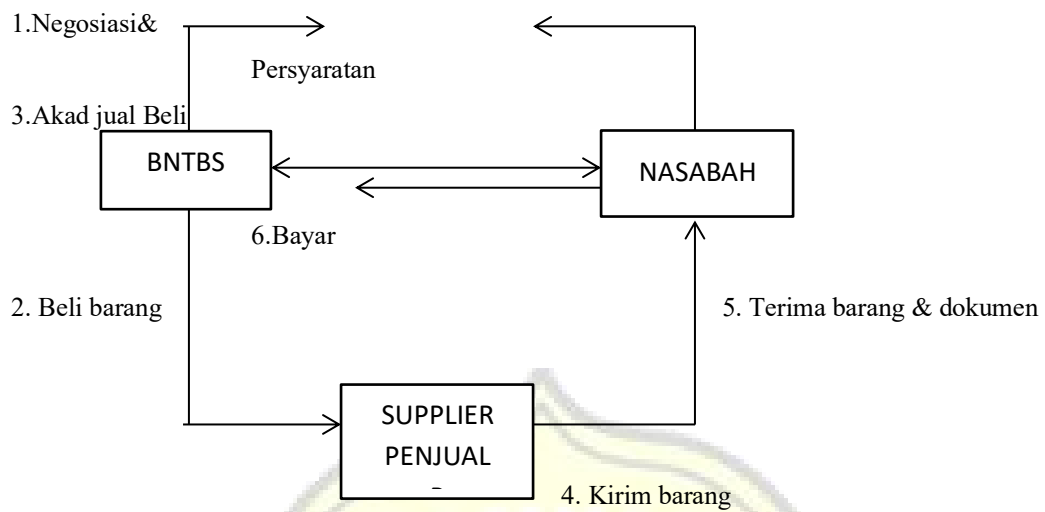 1.Negosiasi&
Persyaratan
3.Akad jual Beli
BNTBS
NASABAH
6.Bayar
2. Beli barang
5. Terima barang & dokumen
SUPPLIER
PENJUAL
4. Kirim barang